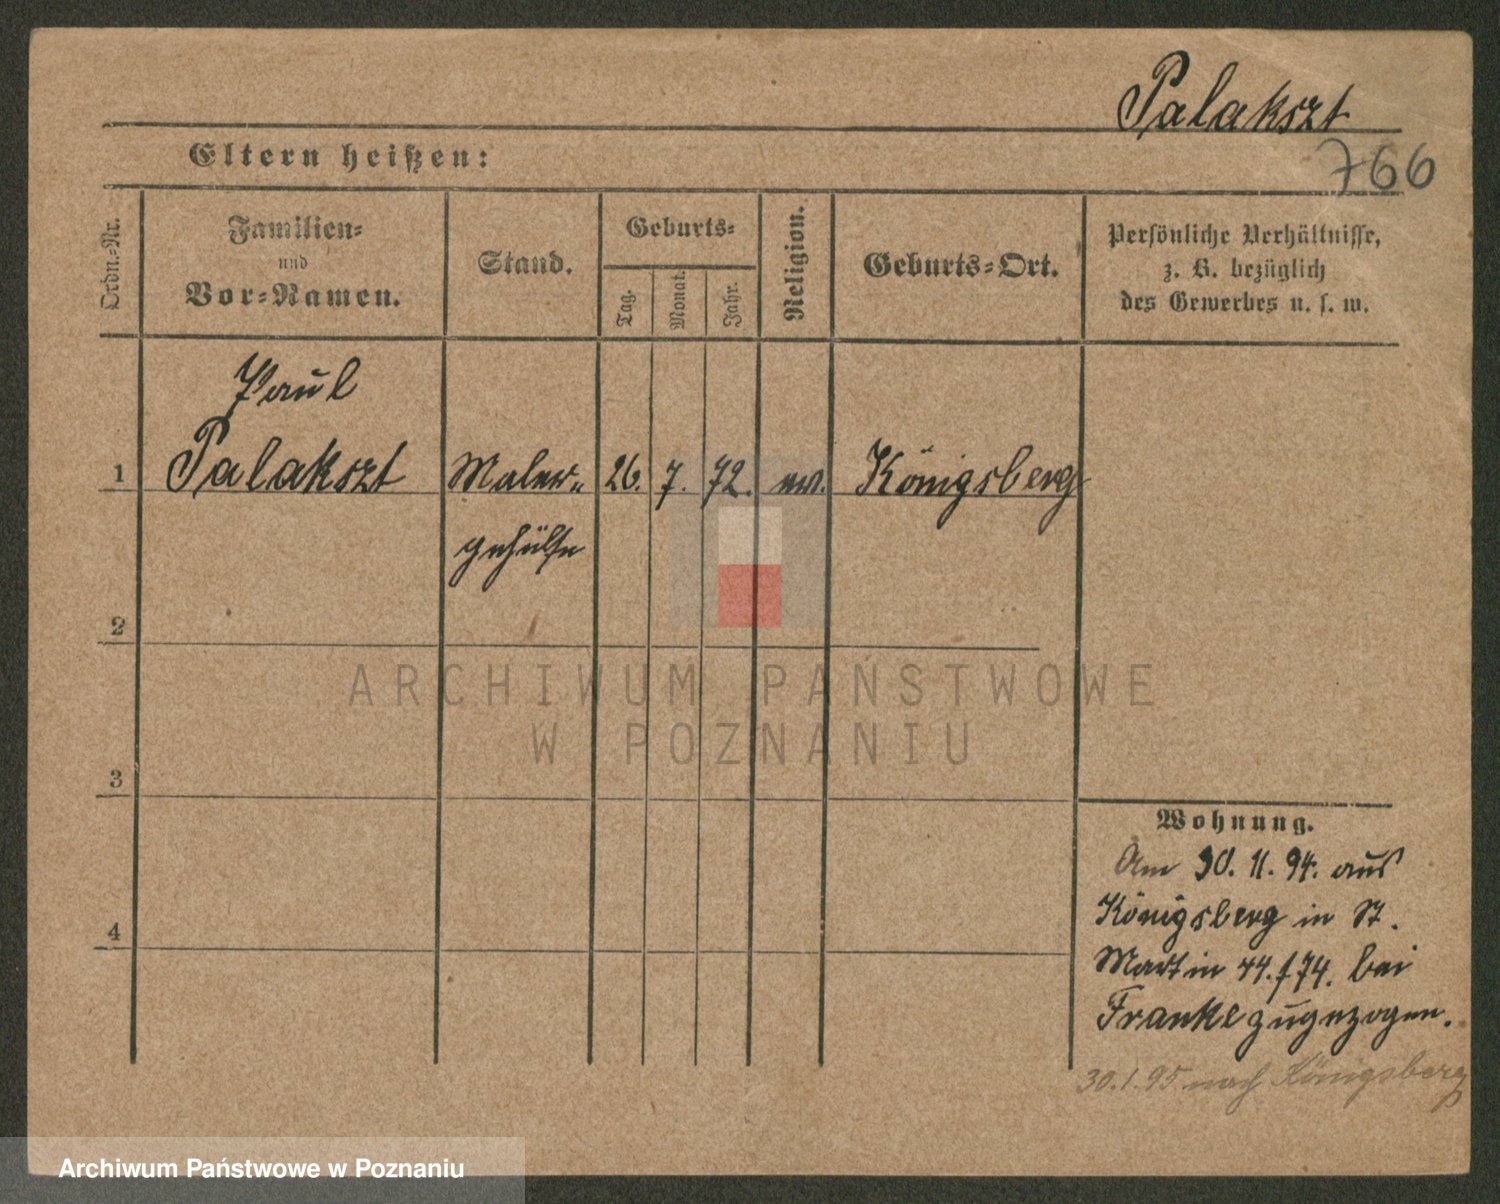 Palakszt
766
Eltern heißen:
Ordn.-Nr.
Familien-
und
Vor-Namen.
Stand.
Geburts-
Tag.
Monat.
Jahr.
Religion.
Geburts-Ort.
Persönliche Verhältnisse,
z. B. bezüglich
des Gewerbes u. s. w.
Paul
1 Palakszt Maler- 26. 7. 72. ev. Königsberg
gehülfe
2
3
4
ARCHIWUM PAŃSTWOWE
W POZNANIU
Wohnung.
Am 30. 11. 94. aus
Königsberg in St.
Martin 44. f 74. bei
Franke zugezogen.
30.1.95 nach Königsberg
Archiwum Państwowe w Poznaniu